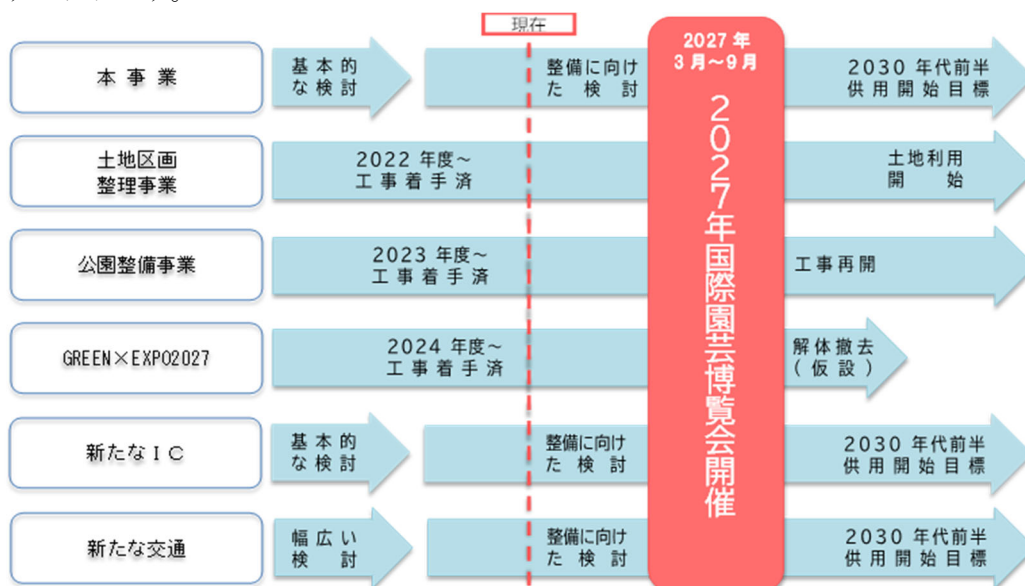 現在
2027年
3月～9月
2027年国際園芸博覧会開催
本事業
基本的
な検討
整備に向け
た検討
2030年代前半
供用開始目標
土地区画
整理事業
2022年度～
工事着手済
土地利用
開始
公園整備事業
2023年度～
工事着手済
工事再開
GREEN×EXPO2027
2024年度～
工事着手済
解体撤去
(仮設)
新たなIC
基本的
な検討
整備に向け
た検討
2030年代前半
供用開始目標
新たな交通
幅広い
検討
整備に向け
た検討
2030年代前半
供用開始目標